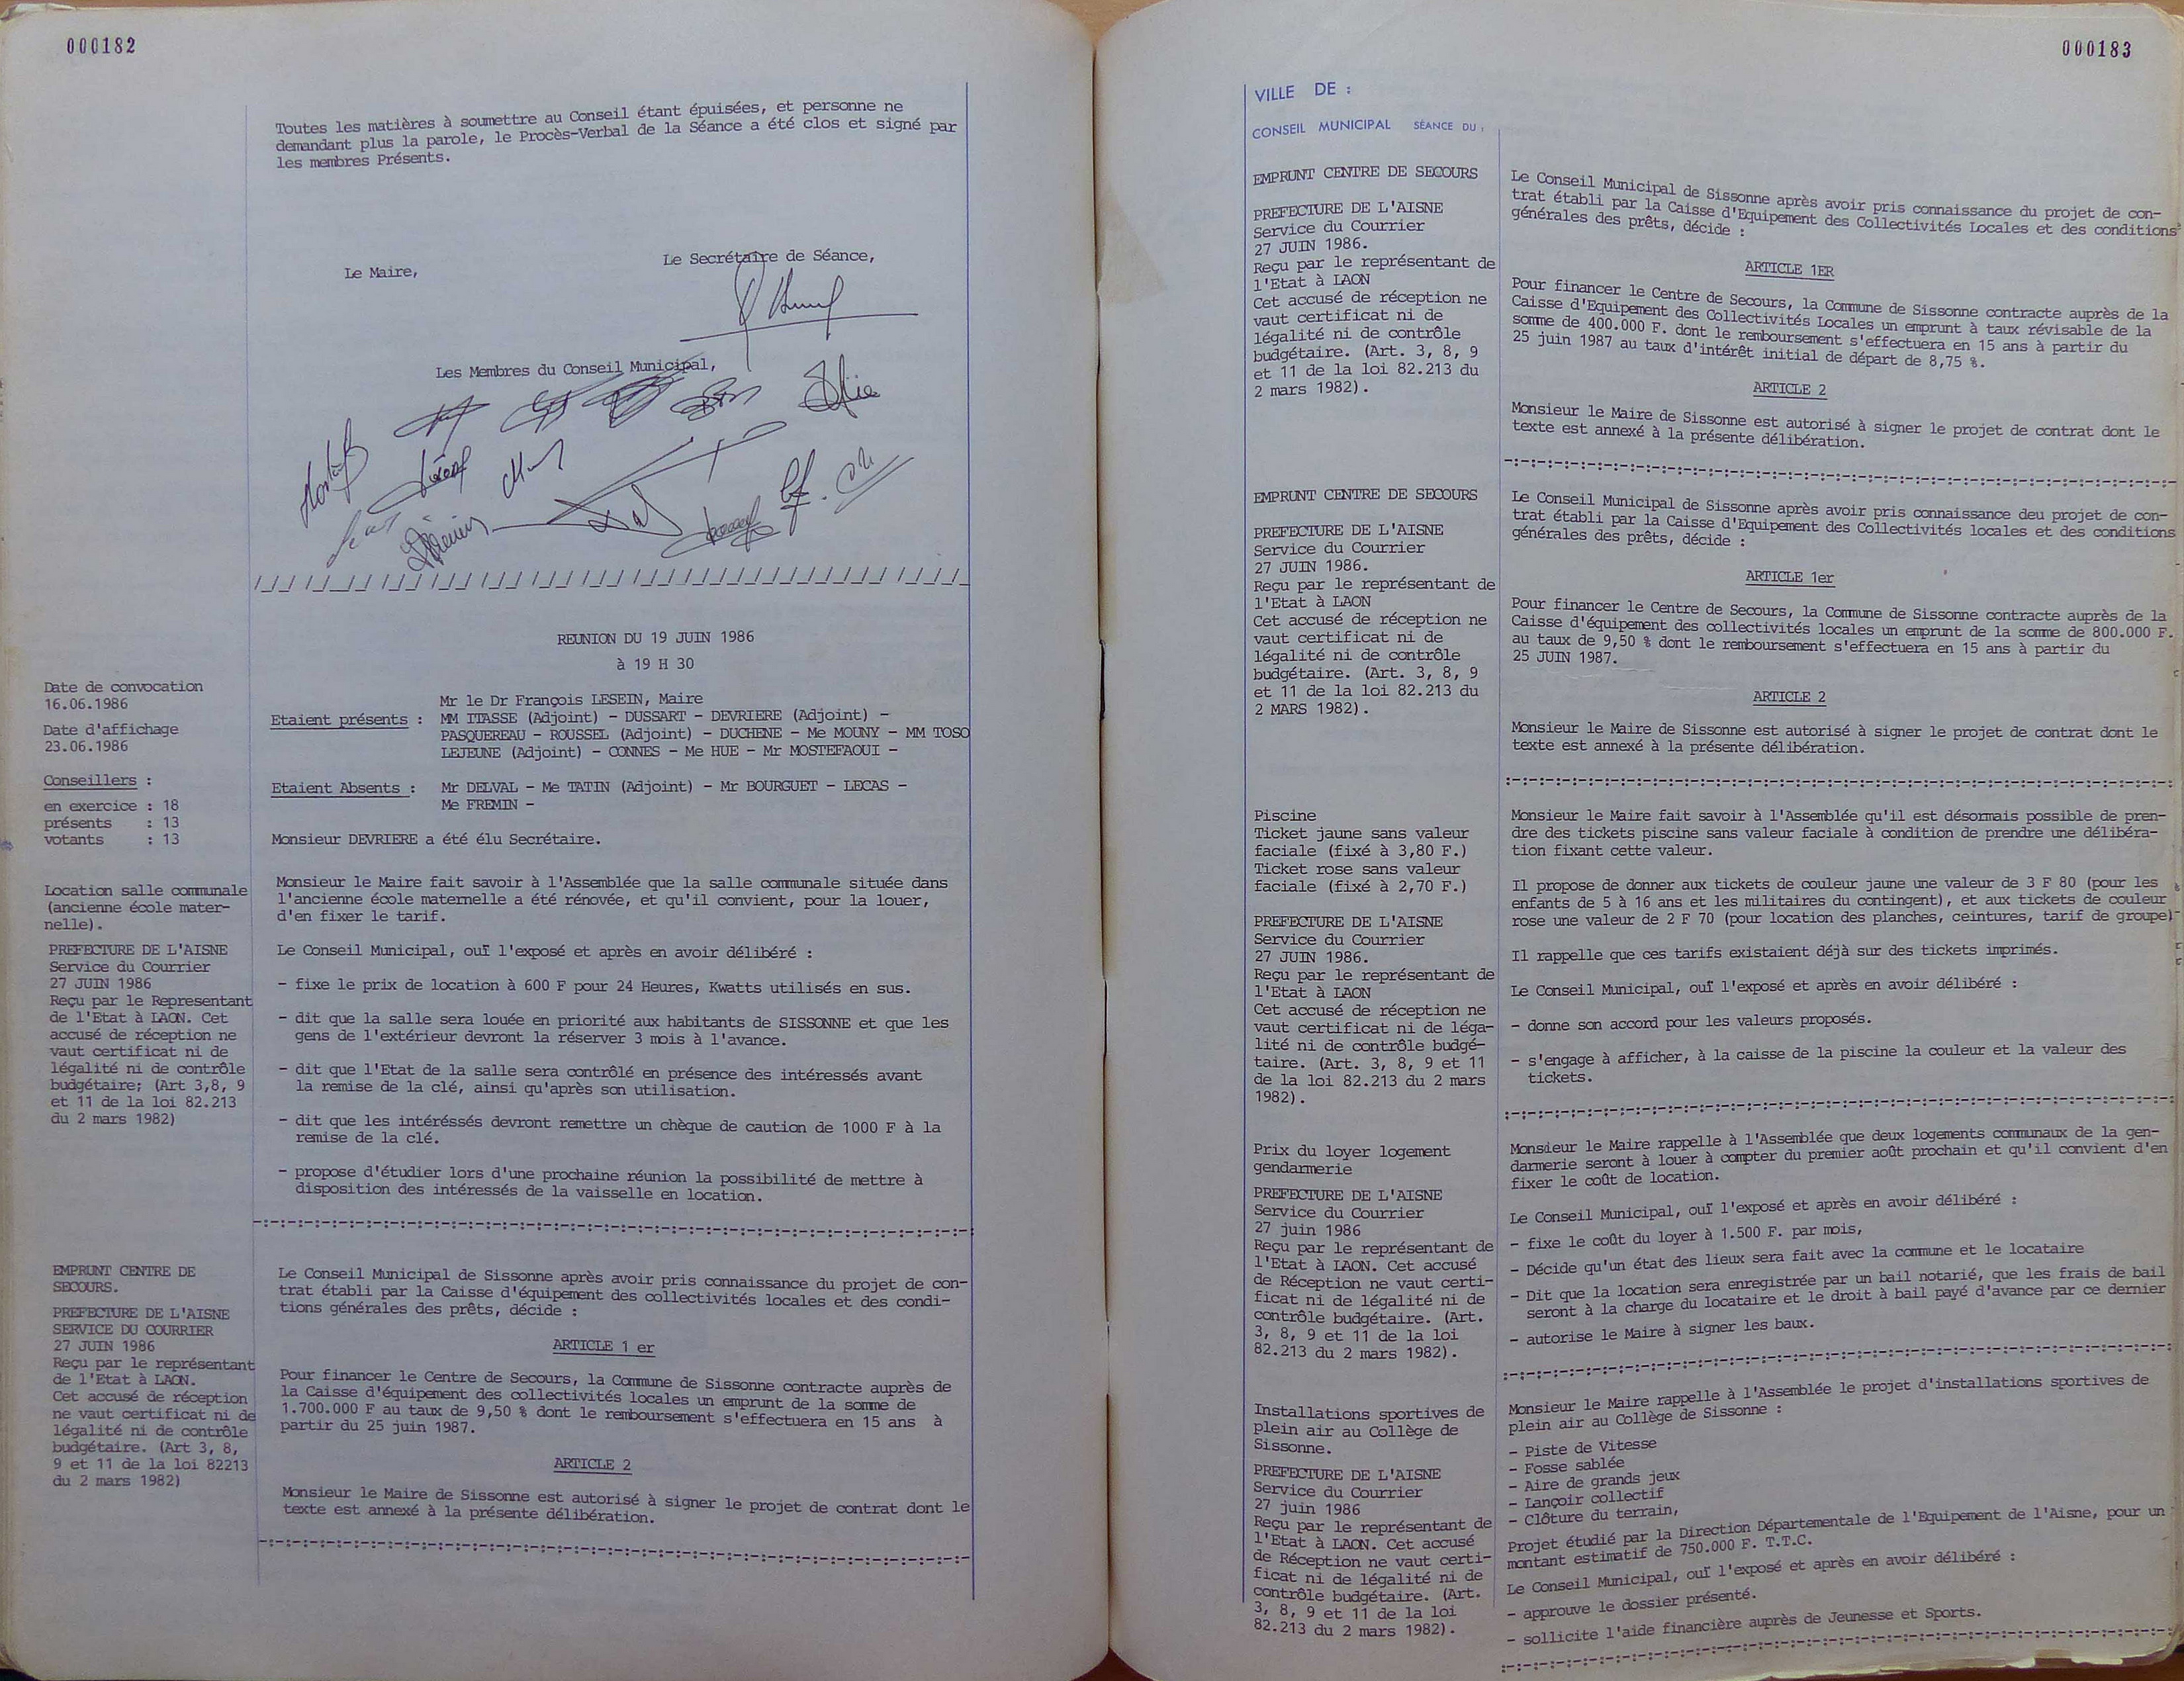 000182
Toutes les matières à soumettre au Conseil étant épuisées, et personne ne
demandant plus la parole, le Procès-Verbal de la Séance a été clos et signé par
les membres Présents.
Le Maire,
Le Secrétaire de Séance,
Les Membres du Conseil Municipal,
REUNION DU 19 JUIN 1986
à 19 H 30
Date de convocation
16.06.1986
Date d'affichage
23.06.1986
Conseillers :
en exercice : 18
présents : 13
votants : 13
Mr le Dr François LESEIN, Maire
Etaient présents : MM ITASSE (Adjoint) - DUSSART - DEVRIERE (Adjoint) -
PASQUEREAU - ROUSSEL (Adjoint) - DUCHENE - Me MOUNY - MM TOSO
LEJEUNE (Adjoint) - CONNES - Me HUE - Mr MOSTEFAOUI -
Etaient Absents : Mr DELVAL - Me TATIN (Adjoint) - Mr BOURGUET - LECAS -
Me FREMIN -
Monsieur DEVRIERE a été élu Secrétaire.
Location salle communale
(ancienne école mater-
nelle).
PREFECTURE DE L'AISNE
Service du Courrier
27 JUIN 1986
Reçu par le Representant
de l'Etat à LAON. Cet
accusé de réception ne
vaut certificat ni de
légalité ni de contrôle
budgétaire; (Art 3,8, 9
et 11 de la loi 82.213
du 2 mars 1982)
Monsieur le Maire fait savoir à l'Assemblée que la salle communale située dans
l'ancienne école maternelle a été rénovée, et qu'il convient, pour la louer,
d'en fixer le tarif.
Le Conseil Municipal, ouï l'exposé et après en avoir délibéré :
- fixe le prix de location à 600 F pour 24 Heures, Kwatts utilisés en sus.
- dit que la salle sera louée en priorité aux habitants de SISSONNE et que les
gens de l'extérieur devront la réserver 3 mois à l'avance.
- dit que l'Etat de la salle sera contrôlé en présence des intéressés avant
la remise de la clé, ainsi qu'après son utilisation.
- dit que les intéréssés devront remettre un chèque de caution de 1000 F à la
remise de la clé.
- propose d'étudier lors d'une prochaine réunion la possibilité de mettre à
disposition des intéressés de la vaisselle en location.
EMPRUNT CENTRE DE
SECOURS.
PREFECTURE DE L'AISNE
SERVICE DU COURRIER
27 JUIN 1986
Reçu par le représentant
de l'Etat à LAON.
Cet accusé de réception
ne vaut certificat ni de
légalité ni de contrôle
budgétaire. (Art 3, 8,
9 et 11 de la loi 82213
du 2 mars 1982)
Le Conseil Municipal de Sissonne après avoir pris connaissance du projet de con-
trat établi par la Caisse d'équipement des collectivités locales et des condi-
tions générales des prêts, décide :
ARTICLE 1 er
Pour financer le Centre de Secours, la Commune de Sissonne contracte auprès de
la Caisse d'équipement des collectivités locales un emprunt de la somme de
1.700.000 F au taux de 9,50 % dont le remboursement s'effectuera en 15 ans à
partir du 25 juin 1987.
ARTICLE 2
Monsieur le Maire de Sissonne est autorisé à signer le projet de contrat dont le
texte est annexé à la présente délibération.
000183
VILLE DE :
CONSEIL MUNICIPAL SÉANCE DU :
EMPRUNT CENTRE DE SECOURS
PREFECTURE DE L'AISNE
Service du Courrier
27 JUIN 1986.
Reçu par le représentant de
l'Etat à LAON
Cet accusé de réception ne
vaut certificat ni de
légalité ni de contrôle
budgétaire. (Art. 3, 8, 9
et 11 de la loi 82.213 du
2 mars 1982).
Le Conseil Municipal de Sissonne après avoir pris connaissance du projet de con-
trat établi par la Caisse d'Equipement des Collectivités Locales et des conditions
générales des prêts, décide :
ARTICLE 1ER
Pour financer le Centre de Secours, la Commune de Sissonne contracte auprès de la
Caisse d'Equipement des Collectivités Locales un emprunt à taux révisable de la
somme de 400.000 F. dont le remboursement s'effectuera en 15 ans à partir du
25 juin 1987 au taux d'intérêt initial de départ de 8,75 %.
ARTICLE 2
Monsieur le Maire de Sissonne est autorisé à signer le projet de contrat dont le
texte est annexé à la présente délibération.
EMPRUNT CENTRE DE SECOURS
PREFECTURE DE L'AISNE
Service du Courrier
27 JUIN 1986.
Reçu par le représentant de
l'Etat à LAON
Cet accusé de réception ne
vaut certificat ni de
légalité ni de contrôle
budgétaire. (Art. 3, 8, 9
et 11 de la loi 82.213 du
2 MARS 1982).
Le Conseil Municipal de Sissonne après avoir pris connaissance deu projet de con-
trat établi par la Caisse d'Equipement des Collectivités locales et des conditions
générales des prêts, décide :
ARTICLE 1er
Pour financer le Centre de Secours, la Commune de Sissonne contracte auprès de la
Caisse d'équipement des collectivités locales un emprunt de la somme de 800.000 F.
au taux de 9,50 % dont le remboursement s'effectuera en 15 ans à partir du
25 JUIN 1987.
ARTICLE 2
Monsieur le Maire de Sissonne est autorisé à signer le projet de contrat dont le
texte est annexé à la présente délibération.
Piscine
Ticket jaune sans valeur
faciale (fixé à 3,80 F.)
Ticket rose sans valeur
faciale (fixé à 2,70 F.)
PREFECTURE DE L'AISNE
Service du Courrier
27 JUIN 1986.
Reçu par le représentant de
l'Etat à LAON
Cet accusé de réception ne
vaut certificat ni de léga-
lité ni de contrôle budgé-
taire. (Art. 3, 8, 9 et 11
de la loi 82.213 du 2 mars
1982).
Monsieur le Maire fait savoir à l'Assemblée qu'il est désormais possible de pren-
dre des tickets piscine sans valeur faciale à condition de prendre une délibéra-
tion fixant cette valeur.
Il propose de donner aux tickets de couleur jaune une valeur de 3 F 80 (pour les
enfants de 5 à 16 ans et les militaires du contingent), et aux tickets de couleur
rose une valeur de 2 F 70 (pour location des planches, ceintures, tarif de groupe)
Il rappelle que ces tarifs existaient déjà sur des tickets imprimés.
Le Conseil Municipal, ouï l'exposé et après en avoir délibéré :
- donne son accord pour les valeurs proposés.
- s'engage à afficher, à la caisse de la piscine la couleur et la valeur des
tickets.
Prix du loyer logement
gendarmerie
PREFECTURE DE L'AISNE
Service du Courrier
27 juin 1986
Reçu par le représentant de
l'Etat à LAON. Cet accusé
de Réception ne vaut certi-
ficat ni de légalité ni de
contrôle budgétaire. (Art.
3, 8, 9 et 11 de la loi
82.213 du 2 mars 1982).
Monsieur le Maire rappelle à l'Assemblée que deux logements communaux de la gen-
darmerie seront à louer à compter du premier août prochain et qu'il convient d'en
fixer le coût de location.
Le Conseil Municipal, ouï l'exposé et après en avoir délibéré :
- fixe le coût du loyer à 1.500 F. par mois,
- Décide qu'un état des lieux sera fait avec la commune et le locataire
- Dit que la location sera enregistrée par un bail notarié, que les frais de bail
seront à la charge du locataire et le droit à bail payé d'avance par ce dernier
- autorise le Maire à signer les baux.
Installations sportives de
plein air au Collège de
Sissonne.
PREFECTURE DE L'AISNE
Service du Courrier
27 juin 1986
Reçu par le représentant de
l'Etat à LAON. Cet accusé
de Réception ne vaut certi-
ficat ni de légalité ni de
contrôle budgétaire. (Art.
3, 8, 9 et 11 de la loi
82.213 du 2 mars 1982).
Monsieur le Maire rappelle à l'Assemblée le projet d'installations sportives de
plein air au Collège de Sissonne :
- Piste de Vitesse
- Fosse sablée
- Aire de grands jeux
- Lançoir collectif
- Clôture du terrain,
Projet étudié par la Direction Départementale de l'Equipement de l'Aisne, pour un
montant estimatif de 750.000 F. T.T.C.
Le Conseil Municipal, ouï l'exposé et après en avoir délibéré :
- approuve le dossier présenté.
- sollicite l'aide financière auprès de Jeunesse et Sports.